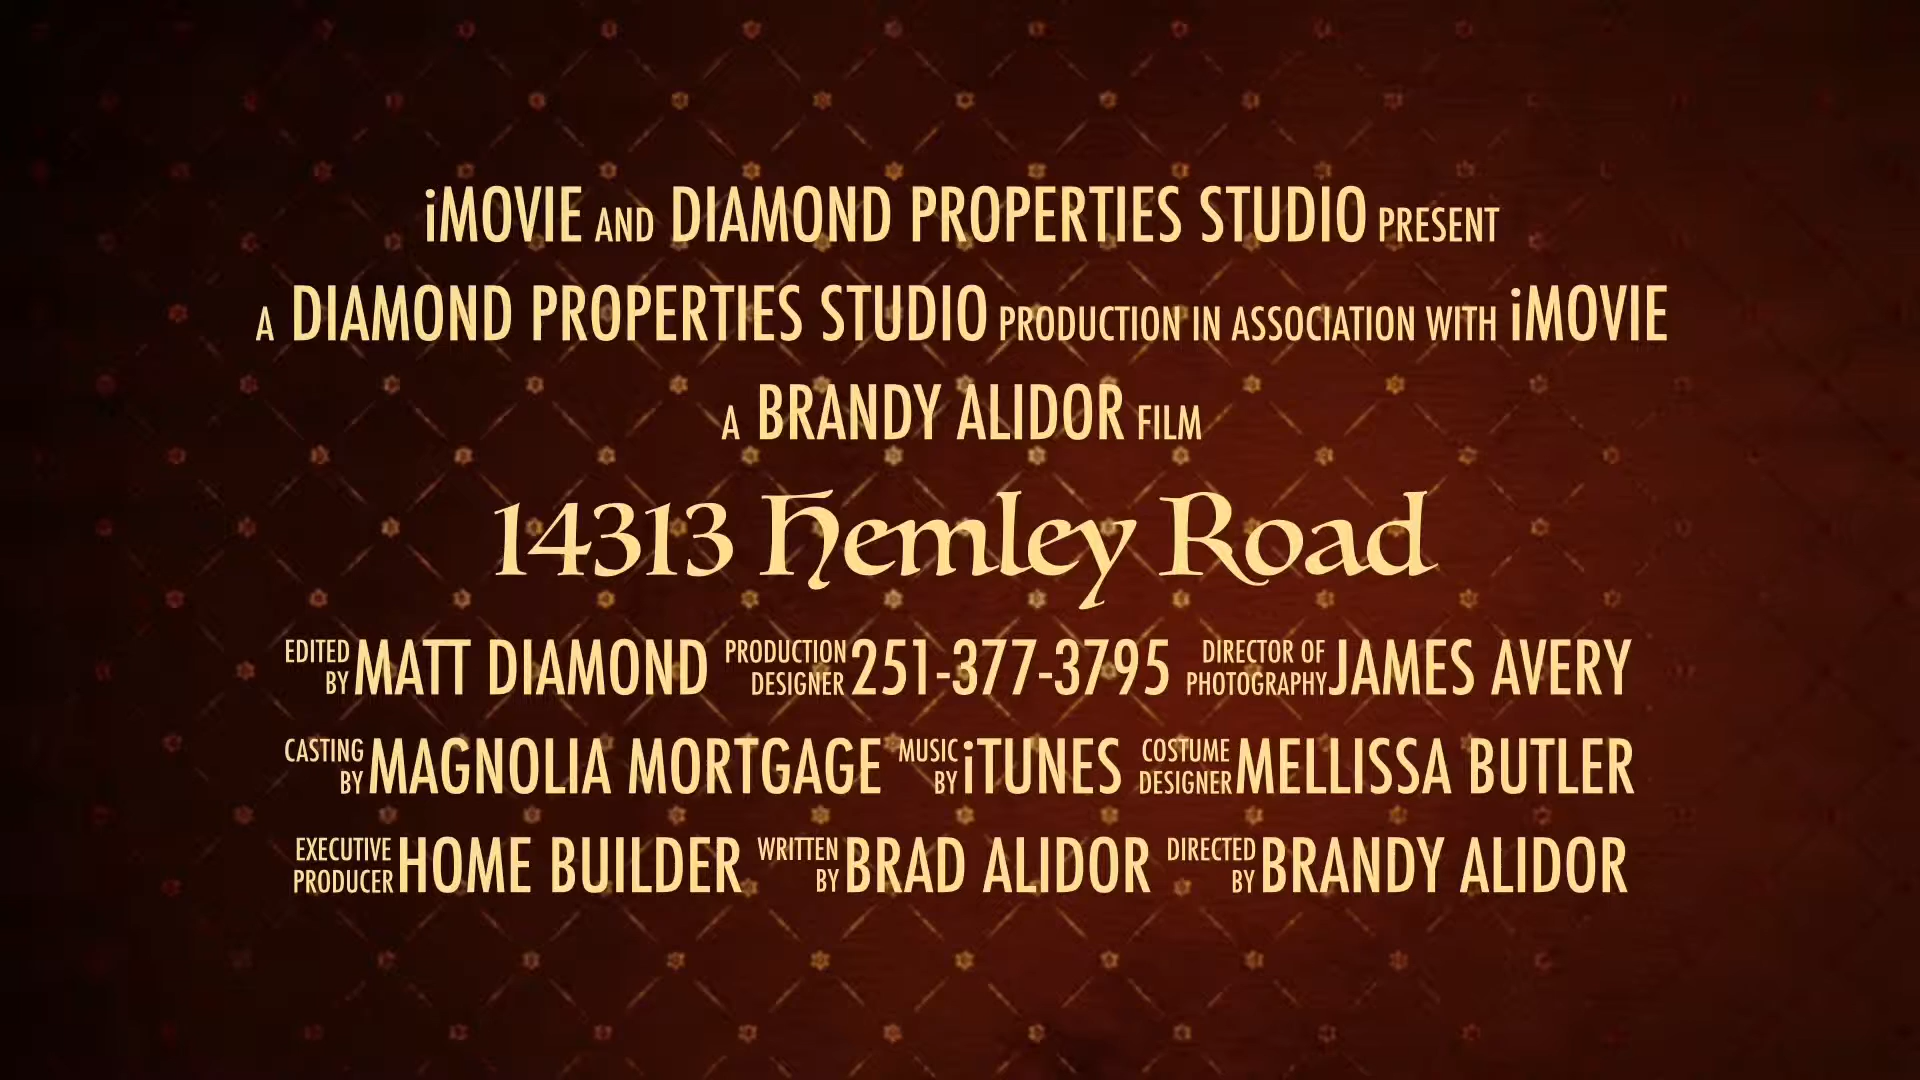 iMOVIE AND DIAMOND PROPERTIES STUDIO PRESENT
A DIAMOND PROPERTIES STUDIO PRODUCTION IN ASSOCIATION WITH iMOVIE
A BRANDY ALIDOR FILM
14313 Hemley Road
EDITED BY MATT DIAMOND PRODUCTION DESIGNER 251-377-3795 DIRECTOR OF PHOTOGRAPHY JAMES AVERY
CASTING BY MAGNOLIA MORTGAGE MUSIC BY iTUNES COSTUME DESIGNER MELLISSA BUTLER
EXECUTIVE PRODUCER HOME BUILDER WRITTEN BY BRAD ALIDOR DIRECTED BY BRANDY ALIDOR